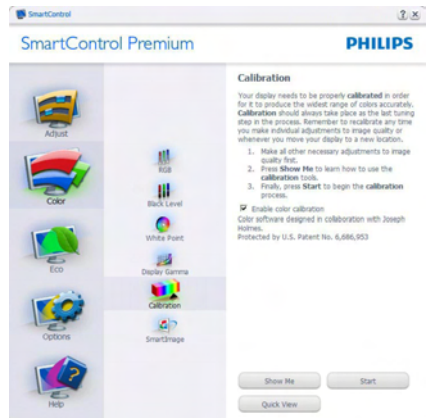 SmartControl
SmartControl Premium
PHILIPS
Adjust
Color
Eco
Options
Help
RGB
Black Level
White Point
Display Gamma
Calibration
SmartImage
Calibration
Your display needs to be properly calibrated in order
for it to produce the widest range of colors accurately.
Calibration should always take place as the last tuning
step in the process. Remember to recalibrate any time
you make individual adjustments to image quality or
whenever you move your display to a new location.
1. Make all other necessary adjustments to image
quality first.
2. Press Show Me to learn how to use the
calibration tools.
3. Finally, press Start to begin the calibration
process.
Enable color calibration
Color software designed in collaboration with Joseph
Holmes.
Protected by U.S. Patent No. 6,686,953
Show Me
Start
Quick View